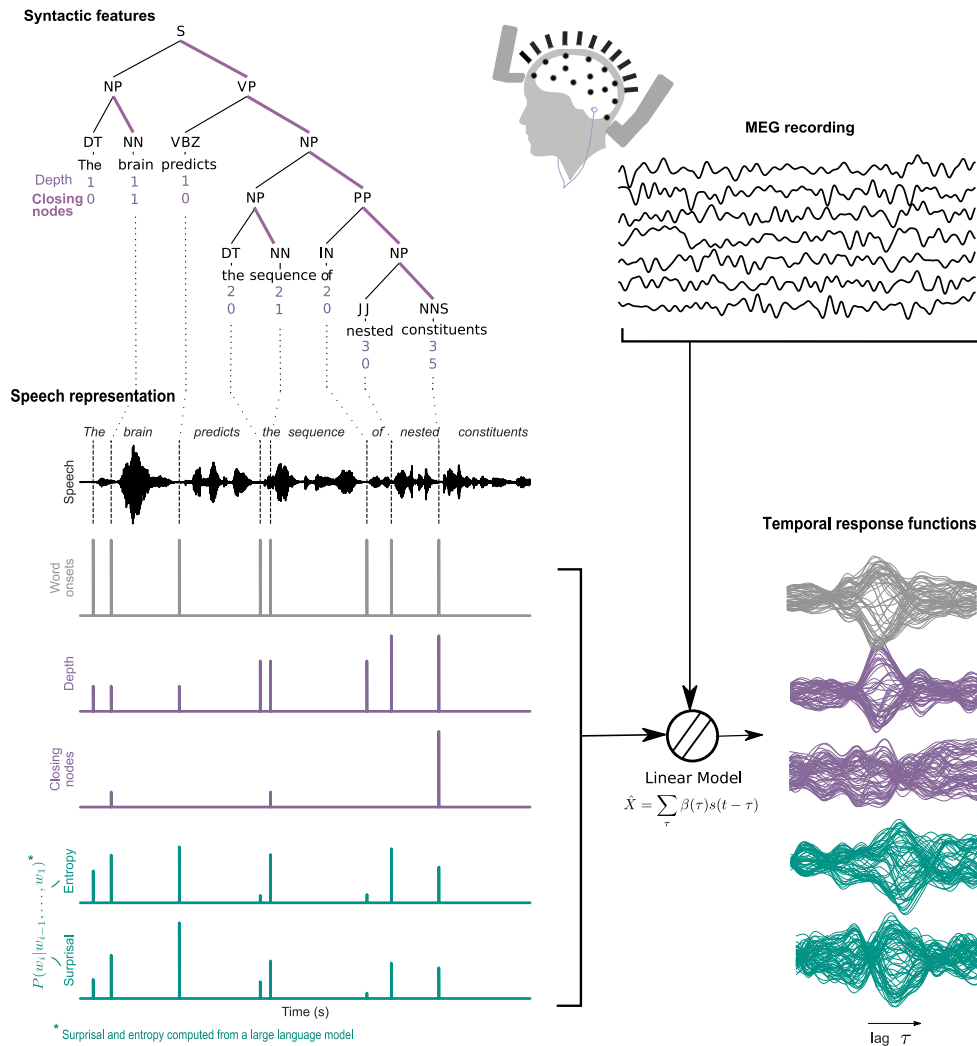 Syntactic features
S
NP VP
DT NN VBZ NP
The brain predicts
Depth 1 1 1
Closing nodes 0 1 0
NP PP
DT NN IN NP
the sequence of
2 2 2
0 1 0
JJ NNS
nested constituents
3 3
0 5
MEG recording
Speech representation
The brain predicts the sequence of nested constituents
Speech
Word onsets
Depth
Closing nodes
Entropy
Surprisal
P(w_i|w_{i−1}, . . . , w_1)*
Time (s)
* Surprisal and entropy computed from a large language model
Linear Model
X̂ = ∑_τ β(τ)s(t − τ)
Temporal response functions
lag τ